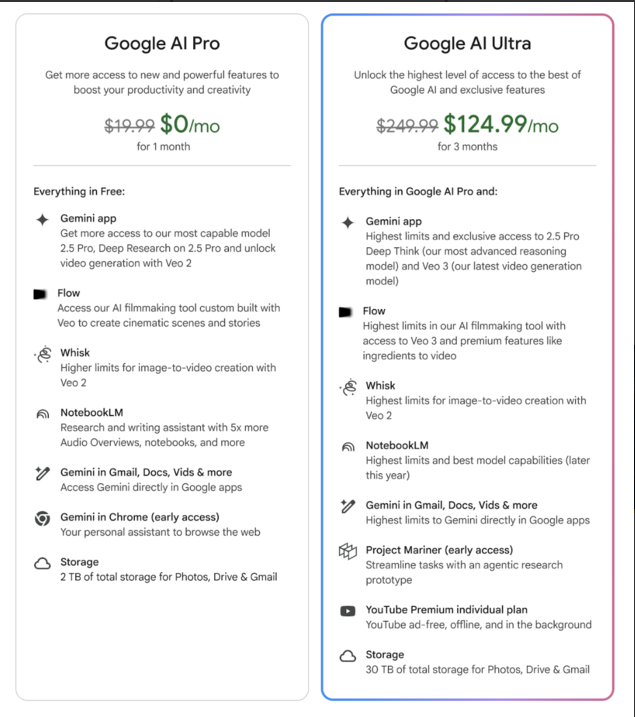 Google AI Pro
Get more access to new and powerful features to
boost your productivity and creativity
$19.99 $0/mo
for 1 month
Everything in Free:
Gemini app
Get more access to our most capable model
2.5 Pro, Deep Research on 2.5 Pro and unlock
video generation with Veo 2
Flow
Access our AI filmmaking tool custom built with
Veo to create cinematic scenes and stories
Whisk
Higher limits for image-to-video creation with
Veo 2
NotebookLM
Research and writing assistant with 5x more
Audio Overviews, notebooks, and more
Gemini in Gmail, Docs, Vids & more
Access Gemini directly in Google apps
Gemini in Chrome (early access)
Your personal assistant to browse the web
Storage
2 TB of total storage for Photos, Drive & Gmail
Google AI Ultra
Unlock the highest level of access to the best of
Google AI and exclusive features
$249.99 $124.99/mo
for 3 months
Everything in Google AI Pro and:
Gemini app
Highest limits and exclusive access to 2.5 Pro
Deep Think (our most advanced reasoning
model) and Veo 3 (our latest video generation
model)
Flow
Highest limits in our AI filmmaking tool with
access to Veo 3 and premium features like
ingredients to video
Whisk
Highest limits for image-to-video creation with
Veo 2
NotebookLM
Highest limits and best model capabilities (later
this year)
Gemini in Gmail, Docs, Vids & more
Highest limits to Gemini directly in Google apps
Project Mariner (early access)
Streamline tasks with an agentic research
prototype
YouTube Premium individual plan
YouTube ad-free, offline, and in the background
Storage
30 TB of total storage for Photos, Drive & Gmail